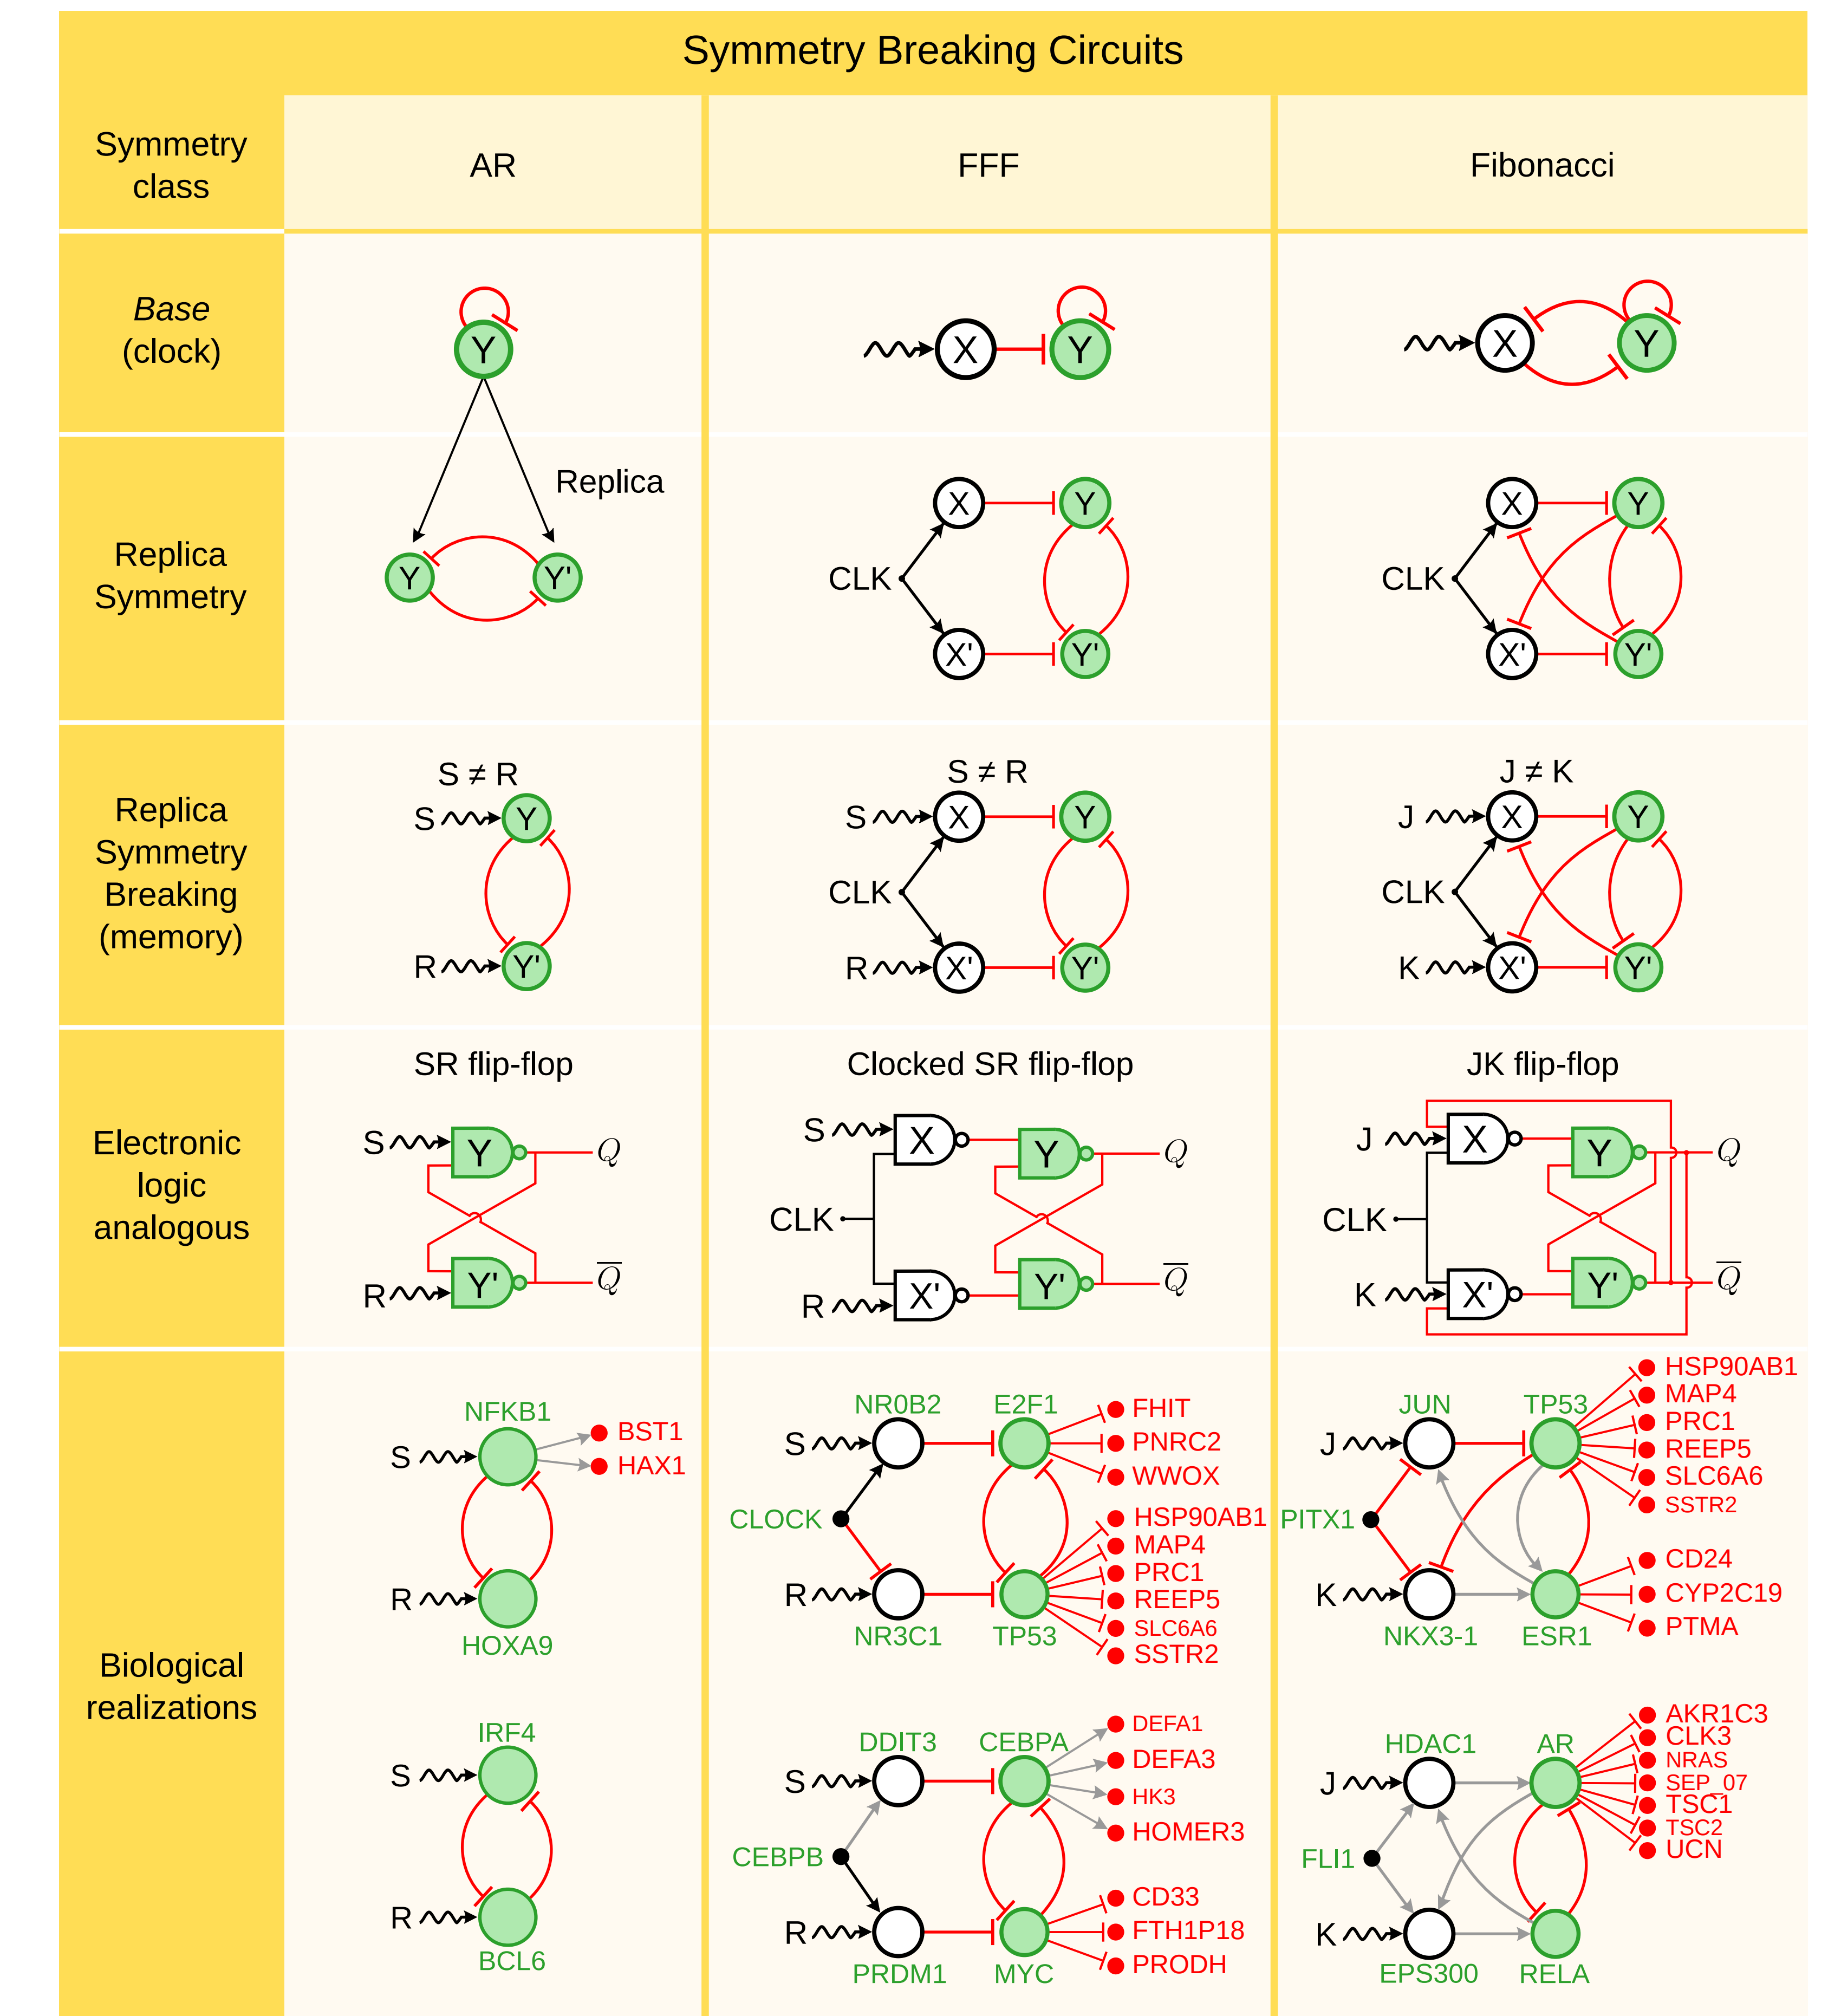 Symmetry Breaking Circuits
Symmetry
class
AR
FFF
Fibonacci
Base
(clock)
Y
X
Y
X
Y
Replica
Symmetry
Replica
Y
Y'
X
Y
CLK
X'
Y'
X
Y
CLK
X'
Y'
Replica
Symmetry
Breaking
(memory)
S ≠ R
S
Y
R
Y'
S ≠ R
S
X
Y
CLK
R
X'
Y'
J ≠ K
J
X
Y
CLK
K
X'
Y'
Electronic
logic
analogous
SR flip-flop
S
Y
Q
R
Y'
Q̅
Clocked SR flip-flop
S
X
Y
Q
CLK
R
X'
Y'
Q̅
JK flip-flop
J
X
Y
Q
CLK
K
X'
Y'
Q̅
Biological
realizations
NFKB1
S
BST1
HAX1
R
HOXA9
IRF4
S
R
BCL6
NR0B2
E2F1
S
FHIT
PNRC2
WWOX
CLOCK
HSP90AB1
MAP4
PRC1
REEP5
SLC6A6
SSTR2
R
NR3C1
TP53
DDIT3
CEBPA
S
DEFA1
DEFA3
HK3
HOMER3
CEBPB
CD33
FTH1P18
PRODH
R
PRDM1
MYC
JUN
TP53
J
HSP90AB1
MAP4
PRC1
REEP5
SLC6A6
SSTR2
PITX1
CD24
CYP2C19
PTMA
K
NKX3-1
ESR1
HDAC1
AR
J
AKR1C3
CLK3
NRAS
SEP_07
TSC1
TSC2
UCN
FLI1
K
EPS300
RELA